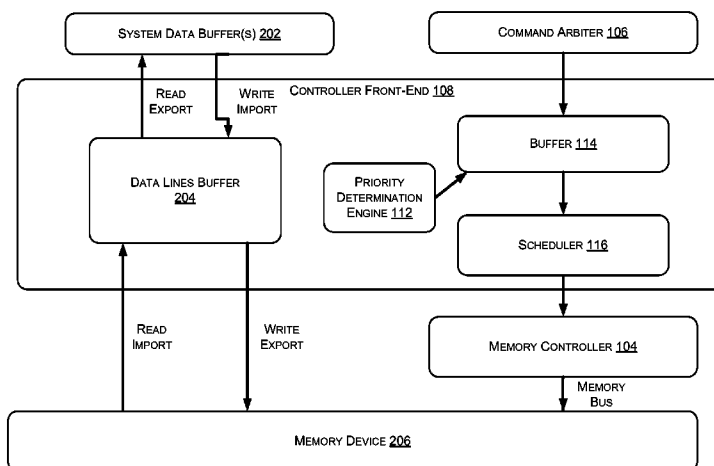 SYSTEM DATA BUFFER(S) 202
COMMAND ARBITER 106
CONTROLLER FRONT-END 108
READ
EXPORT
WRITE
IMPORT
BUFFER 114
DATA LINES BUFFER
204
PRIORITY
DETERMINATION
ENGINE 112
SCHEDULER 116
READ
IMPORT
WRITE
EXPORT
MEMORY CONTROLLER 104
MEMORY
BUS
MEMORY DEVICE 206